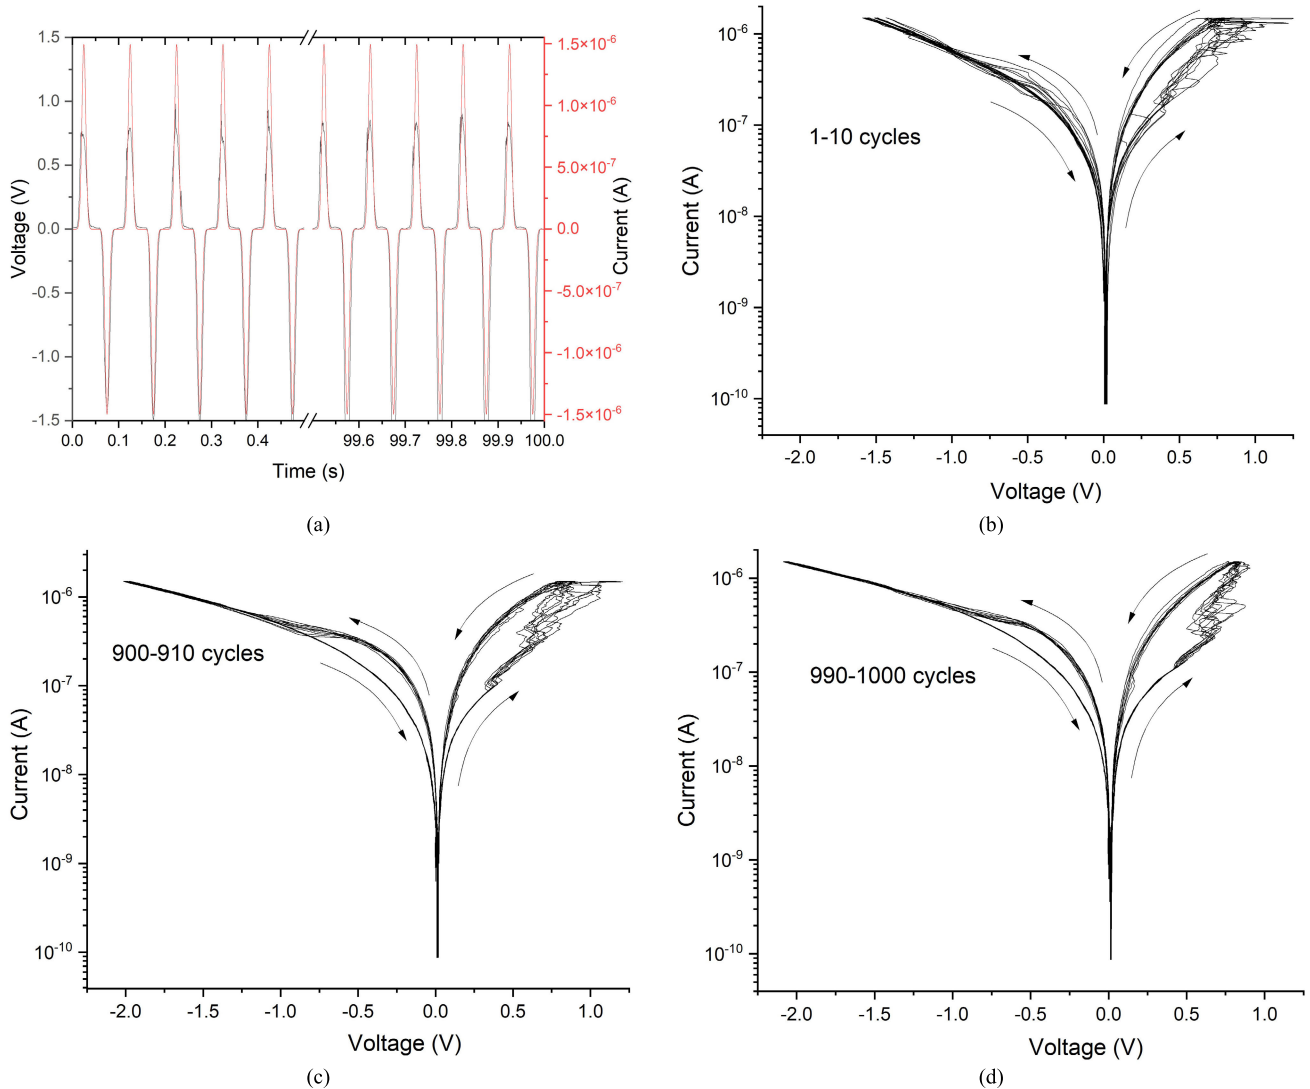 1.5
1.0
0.5
0.0
-0.5
-1.0
-1.5
Voltage (V)
1.5×10⁻⁶
1.0×10⁻⁶
5.0×10⁻⁷
0.0
-5.0×10⁻⁷
-1.0×10⁻⁶
-1.5×10⁻⁶
Current (A)
0.0 0.1 0.2 0.3 0.4 99.6 99.7 99.8 99.9 100.0
Time (s)
(a)
10⁻⁶
10⁻⁷
10⁻⁸
10⁻⁹
10⁻¹⁰
Current (A)
1-10 cycles
-2.0 -1.5 -1.0 -0.5 0.0 0.5 1.0
Voltage (V)
(b)
10⁻⁶
10⁻⁷
10⁻⁸
10⁻⁹
10⁻¹⁰
Current (A)
900-910 cycles
-2.0 -1.5 -1.0 -0.5 0.0 0.5 1.0
Voltage (V)
(c)
10⁻⁶
10⁻⁷
10⁻⁸
10⁻⁹
10⁻¹⁰
Current (A)
990-1000 cycles
-2.0 -1.5 -1.0 -0.5 0.0 0.5 1.0
Voltage (V)
(d)